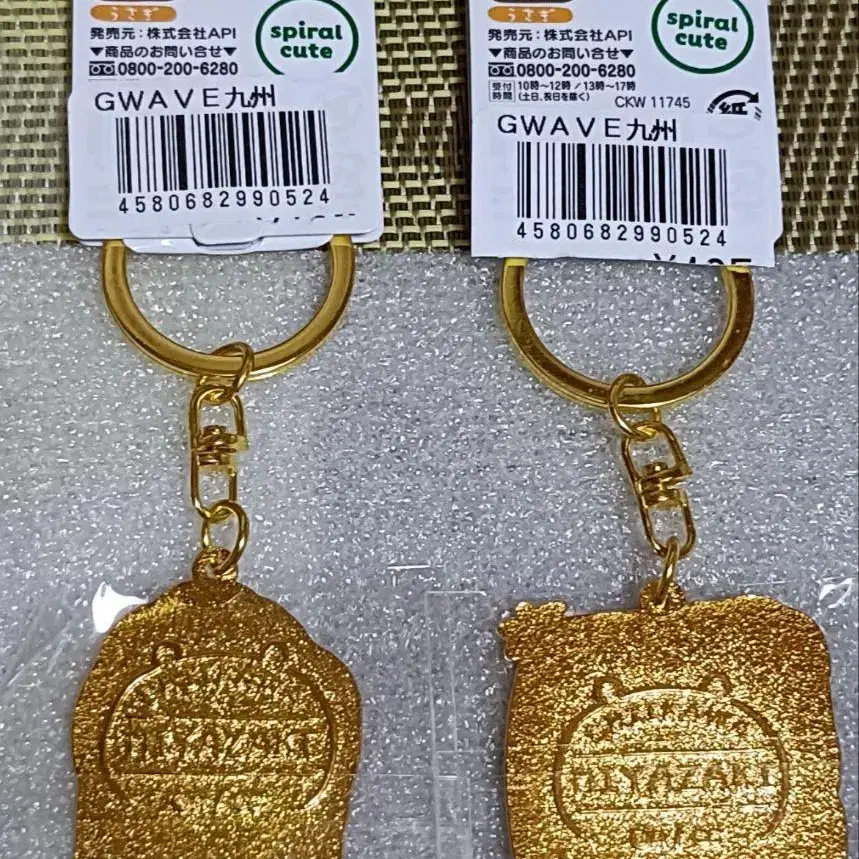 うさぎ
発売元:株式会社API
▼商品のお問い合せ▼
0800-200-6280
spiral
cute
GWAVE九州
4580682990524
うさぎ
発売元:株式会社API
▼商品のお問い合せ▼
0800-200-6280
受付
時間
10時~12時/13時~17時
(土日、祝日を除く)
CKW 11745
spiral
cute
GWAVE九州
4580682990524
MIYAZAKI
CHIIKAWA
MIYAZAKI